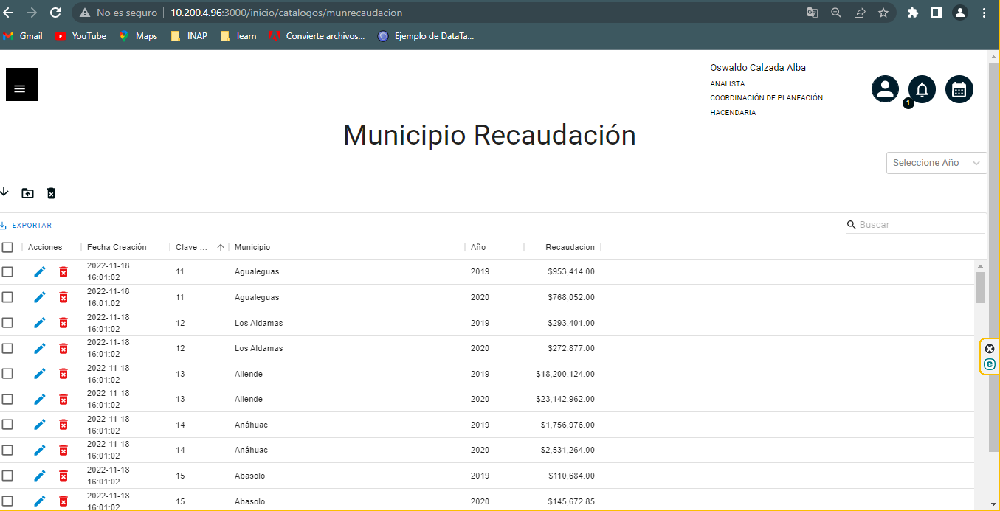 No es seguro 10.200.4.96:3000/inicio/catalogos/munrecaudacion
Gmail YouTube Maps INAP learn Convierte archivos... Ejemplo de DataTa...
Oswaldo Calzada Alba
ANALISTA
COORDINACIÓN DE PLANEACIÓN
HACENDARIA
1
Municipio Recaudación
Seleccione Año
EXPORTAR
Buscar
Acciones Fecha Creación Clave ... Municipio Año Recaudacion
2022-11-18
16:01:02 11 Agualeguas 2019 $953,414.00
2022-11-18
16:01:02 11 Agualeguas 2020 $768,052.00
2022-11-18
16:01:02 12 Los Aldamas 2019 $293,401.00
2022-11-18
16:01:02 12 Los Aldamas 2020 $272,877.00
2022-11-18
16:01:02 13 Allende 2019 $18,200,124.00
2022-11-18
16:01:02 13 Allende 2020 $23,142,962.00
2022-11-18
16:01:02 14 Anáhuac 2019 $1,756,976.00
2022-11-18
16:01:02 14 Anáhuac 2020 $2,531,264.00
2022-11-18
16:01:02 15 Abasolo 2019 $110,684.00
2022-11-18
16:01:02 15 Abasolo 2020 $145,672.85